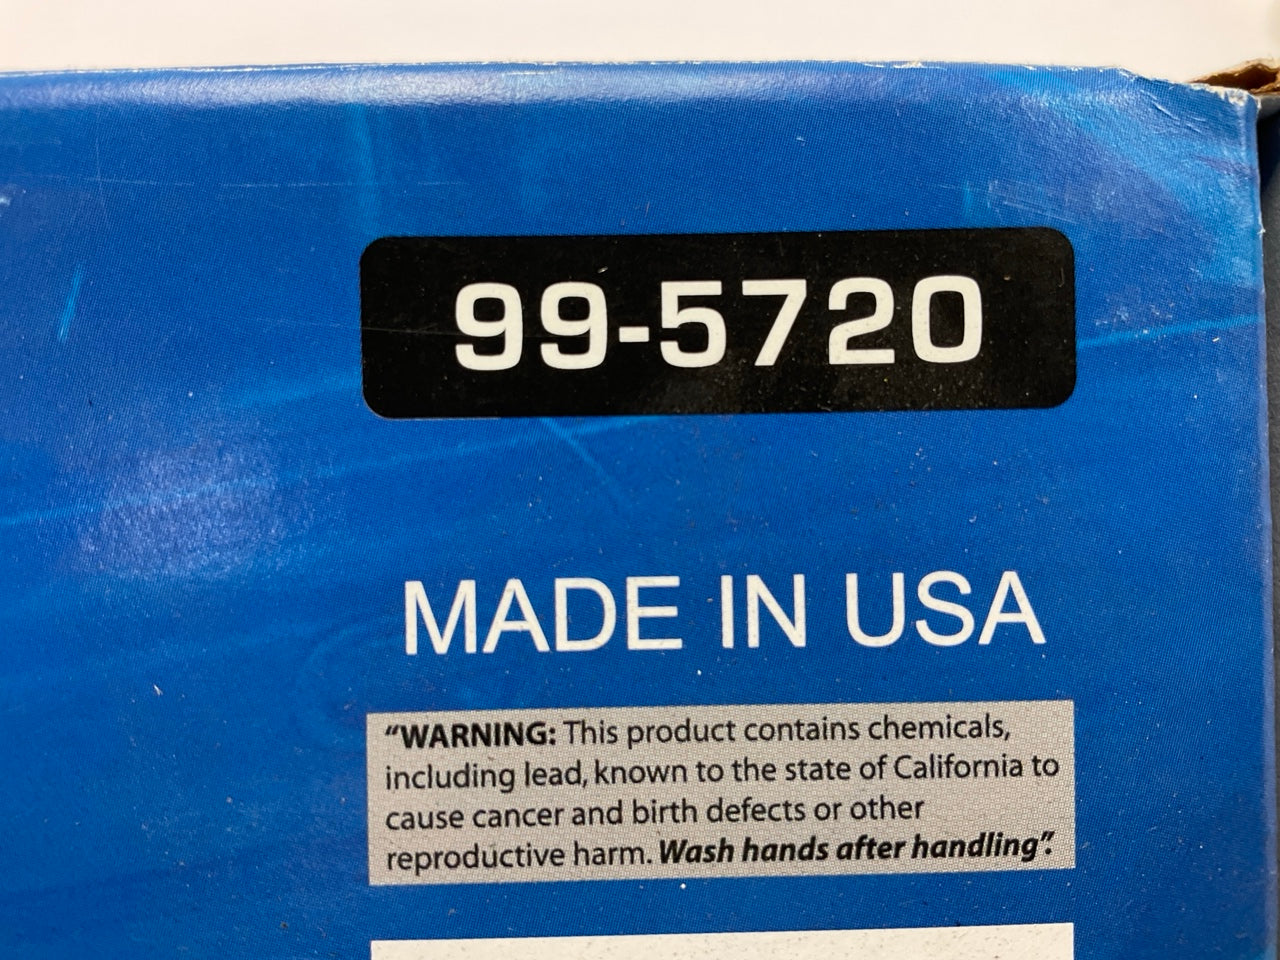 99-5720
MADE IN USA
“WARNING: This product contains chemicals,
including lead, known to the state of California to
cause cancer and birth defects or other
reproductive harm. Wash hands after handling”.